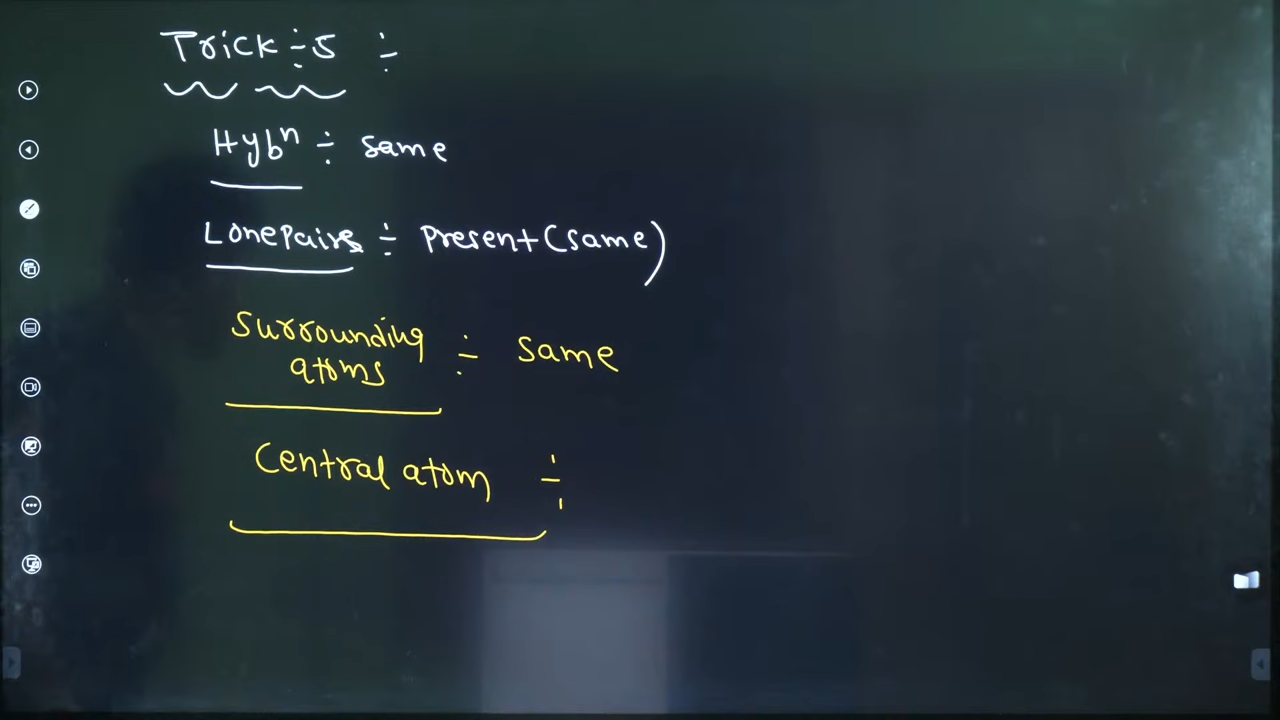 Trick ÷ 5 ÷
Hybⁿ ÷ same
LonePairs ÷ Present (same)
Surrounding
atoms ÷ same
Central atom ÷